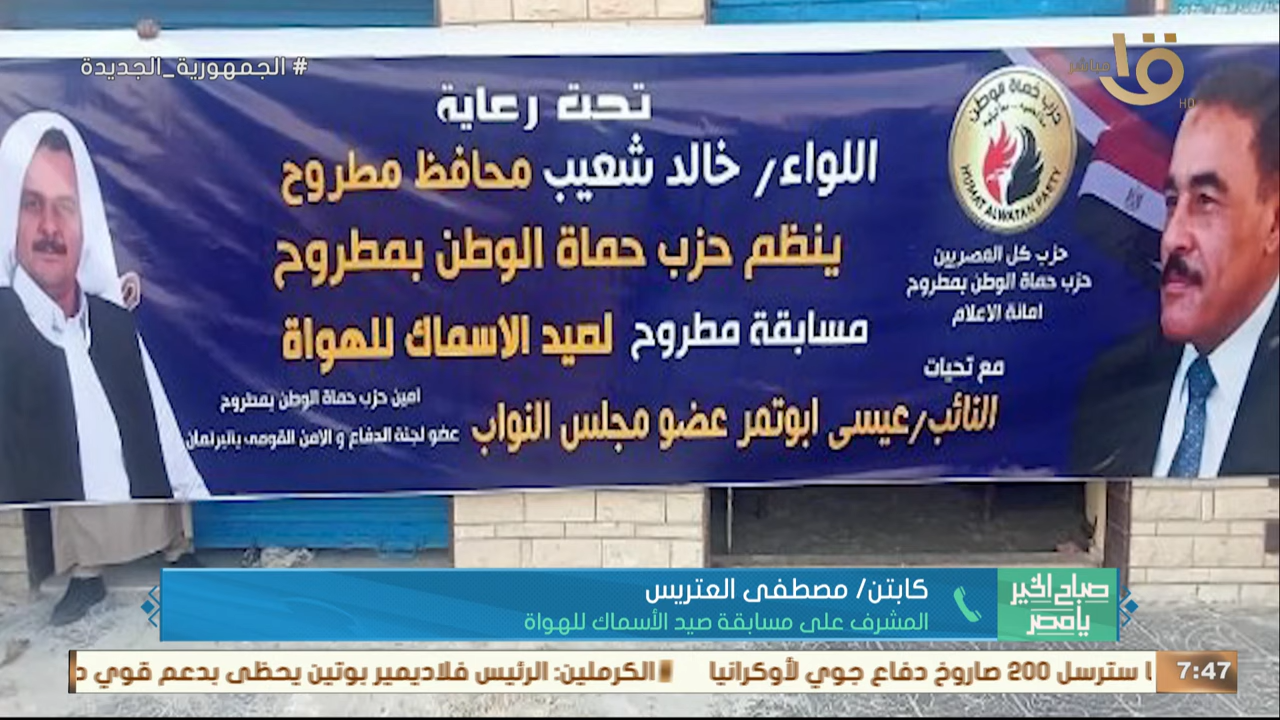 # الجمهورية_الجديدة
مباشر
HD
تحت رعاية
اللواء/ خالد شعيب محافظ مطروح
ينظم حزب حماة الوطن بمطروح
مسابقة مطروح لصيد الاسماك للهواة
مع تحيات
النائب/عيسى ابوتمر عضو مجلس النواب
امين حزب حماة الوطن بمطروح
عضو لجنة الدفاع و الامن القومى بالبرلمان
حزب حماة الوطن
HUMAT ALWATAN PARTY
حزب كل المصريين
حزب حماة الوطن بمطروح
امانة الاعلام
صباح الخير
يا مصر
كابتن/ مصطفى العتريس
المشرف على مسابقة صيد الأسماك للهواة
7:47
ا سترسل 200 صاروخ دفاع جوي لأوكرانيا
الكرملين: الرئيس فلاديمير بوتين يحظى بدعم قوي